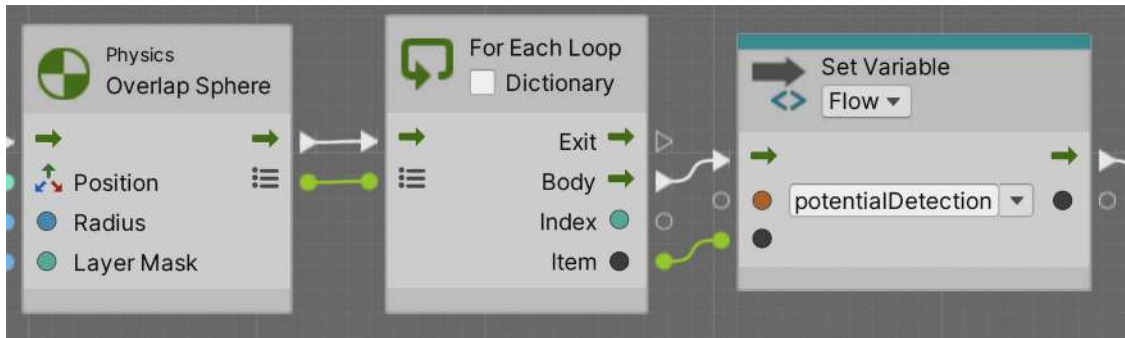 Physics
Overlap Sphere
Position
Radius
Layer Mask
For Each Loop
Dictionary
Exit
Body
Index
Item
Set Variable
Flow
potentialDetection